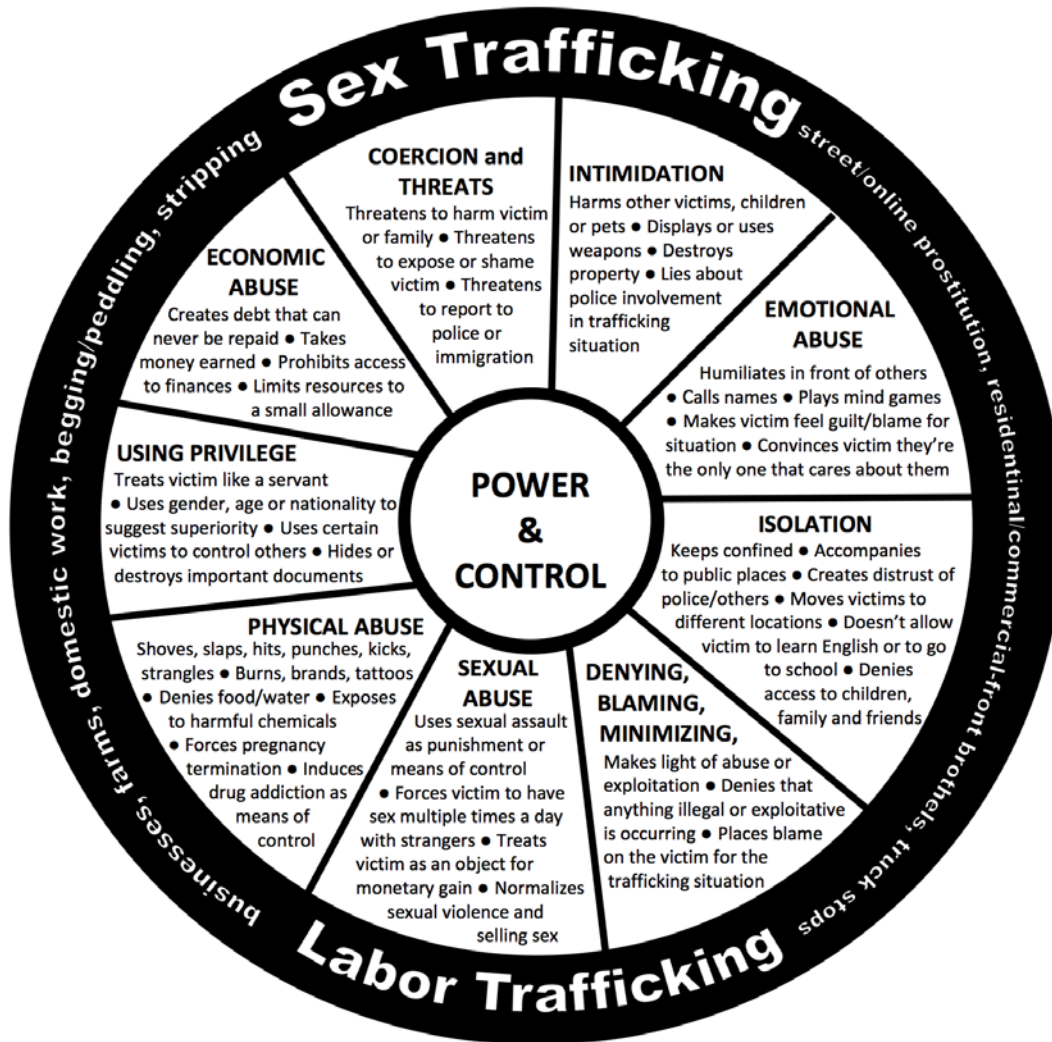 Sex Trafficking
street/online prostitution, residentinal/commercial-front brothels, truck stops
Labor Trafficking
businesses, farms, domestic work, begging/peddling, stripping
COERCION and
THREATS
Threatens to harm victim
or family ● Threatens
to expose or shame
victim ● Threatens
to report to
police or
immigration
INTIMIDATION
Harms other victims, children
or pets ● Displays or uses
weapons ● Destroys
property ● Lies about
police involvement
in trafficking
situation
EMOTIONAL
ABUSE
Humiliates in front of others
● Calls names ● Plays mind games
● Makes victim feel guilt/blame for
situation ● Convinces victim they're
the only one that cares about them
ISOLATION
Keeps confined ● Accompanies
to public places ● Creates distrust of
police/others ● Moves victims to
different locations ● Doesn't allow
victim to learn English or to go
to school ● Denies
access to children,
family and friends
DENYING,
BLAMING,
MINIMIZING,
Makes light of abuse or
exploitation ● Denies that
anything illegal or exploitative
is occurring ● Places blame
on the victim for the
trafficking situation
SEXUAL
ABUSE
Uses sexual assault
as punishment or
means of control
● Forces victim to have
sex multiple times a day
with strangers ● Treats
victim as an object for
monetary gain ● Normalizes
sexual violence and
selling sex
PHYSICAL ABUSE
Shoves, slaps, hits, punches, kicks,
strangles ● Burns, brands, tattoos
● Denies food/water ● Exposes
to harmful chemicals
● Forces pregnancy
termination ● Induces
drug addiction as
means of
control
USING PRIVILEGE
Treats victim like a servant
● Uses gender, age or nationality to
suggest superiority ● Uses certain
victims to control others ● Hides or
destroys important documents
ECONOMIC
ABUSE
Creates debt that can
never be repaid ● Takes
money earned ● Prohibits access
to finances ● Limits resources to
a small allowance
POWER
&
CONTROL